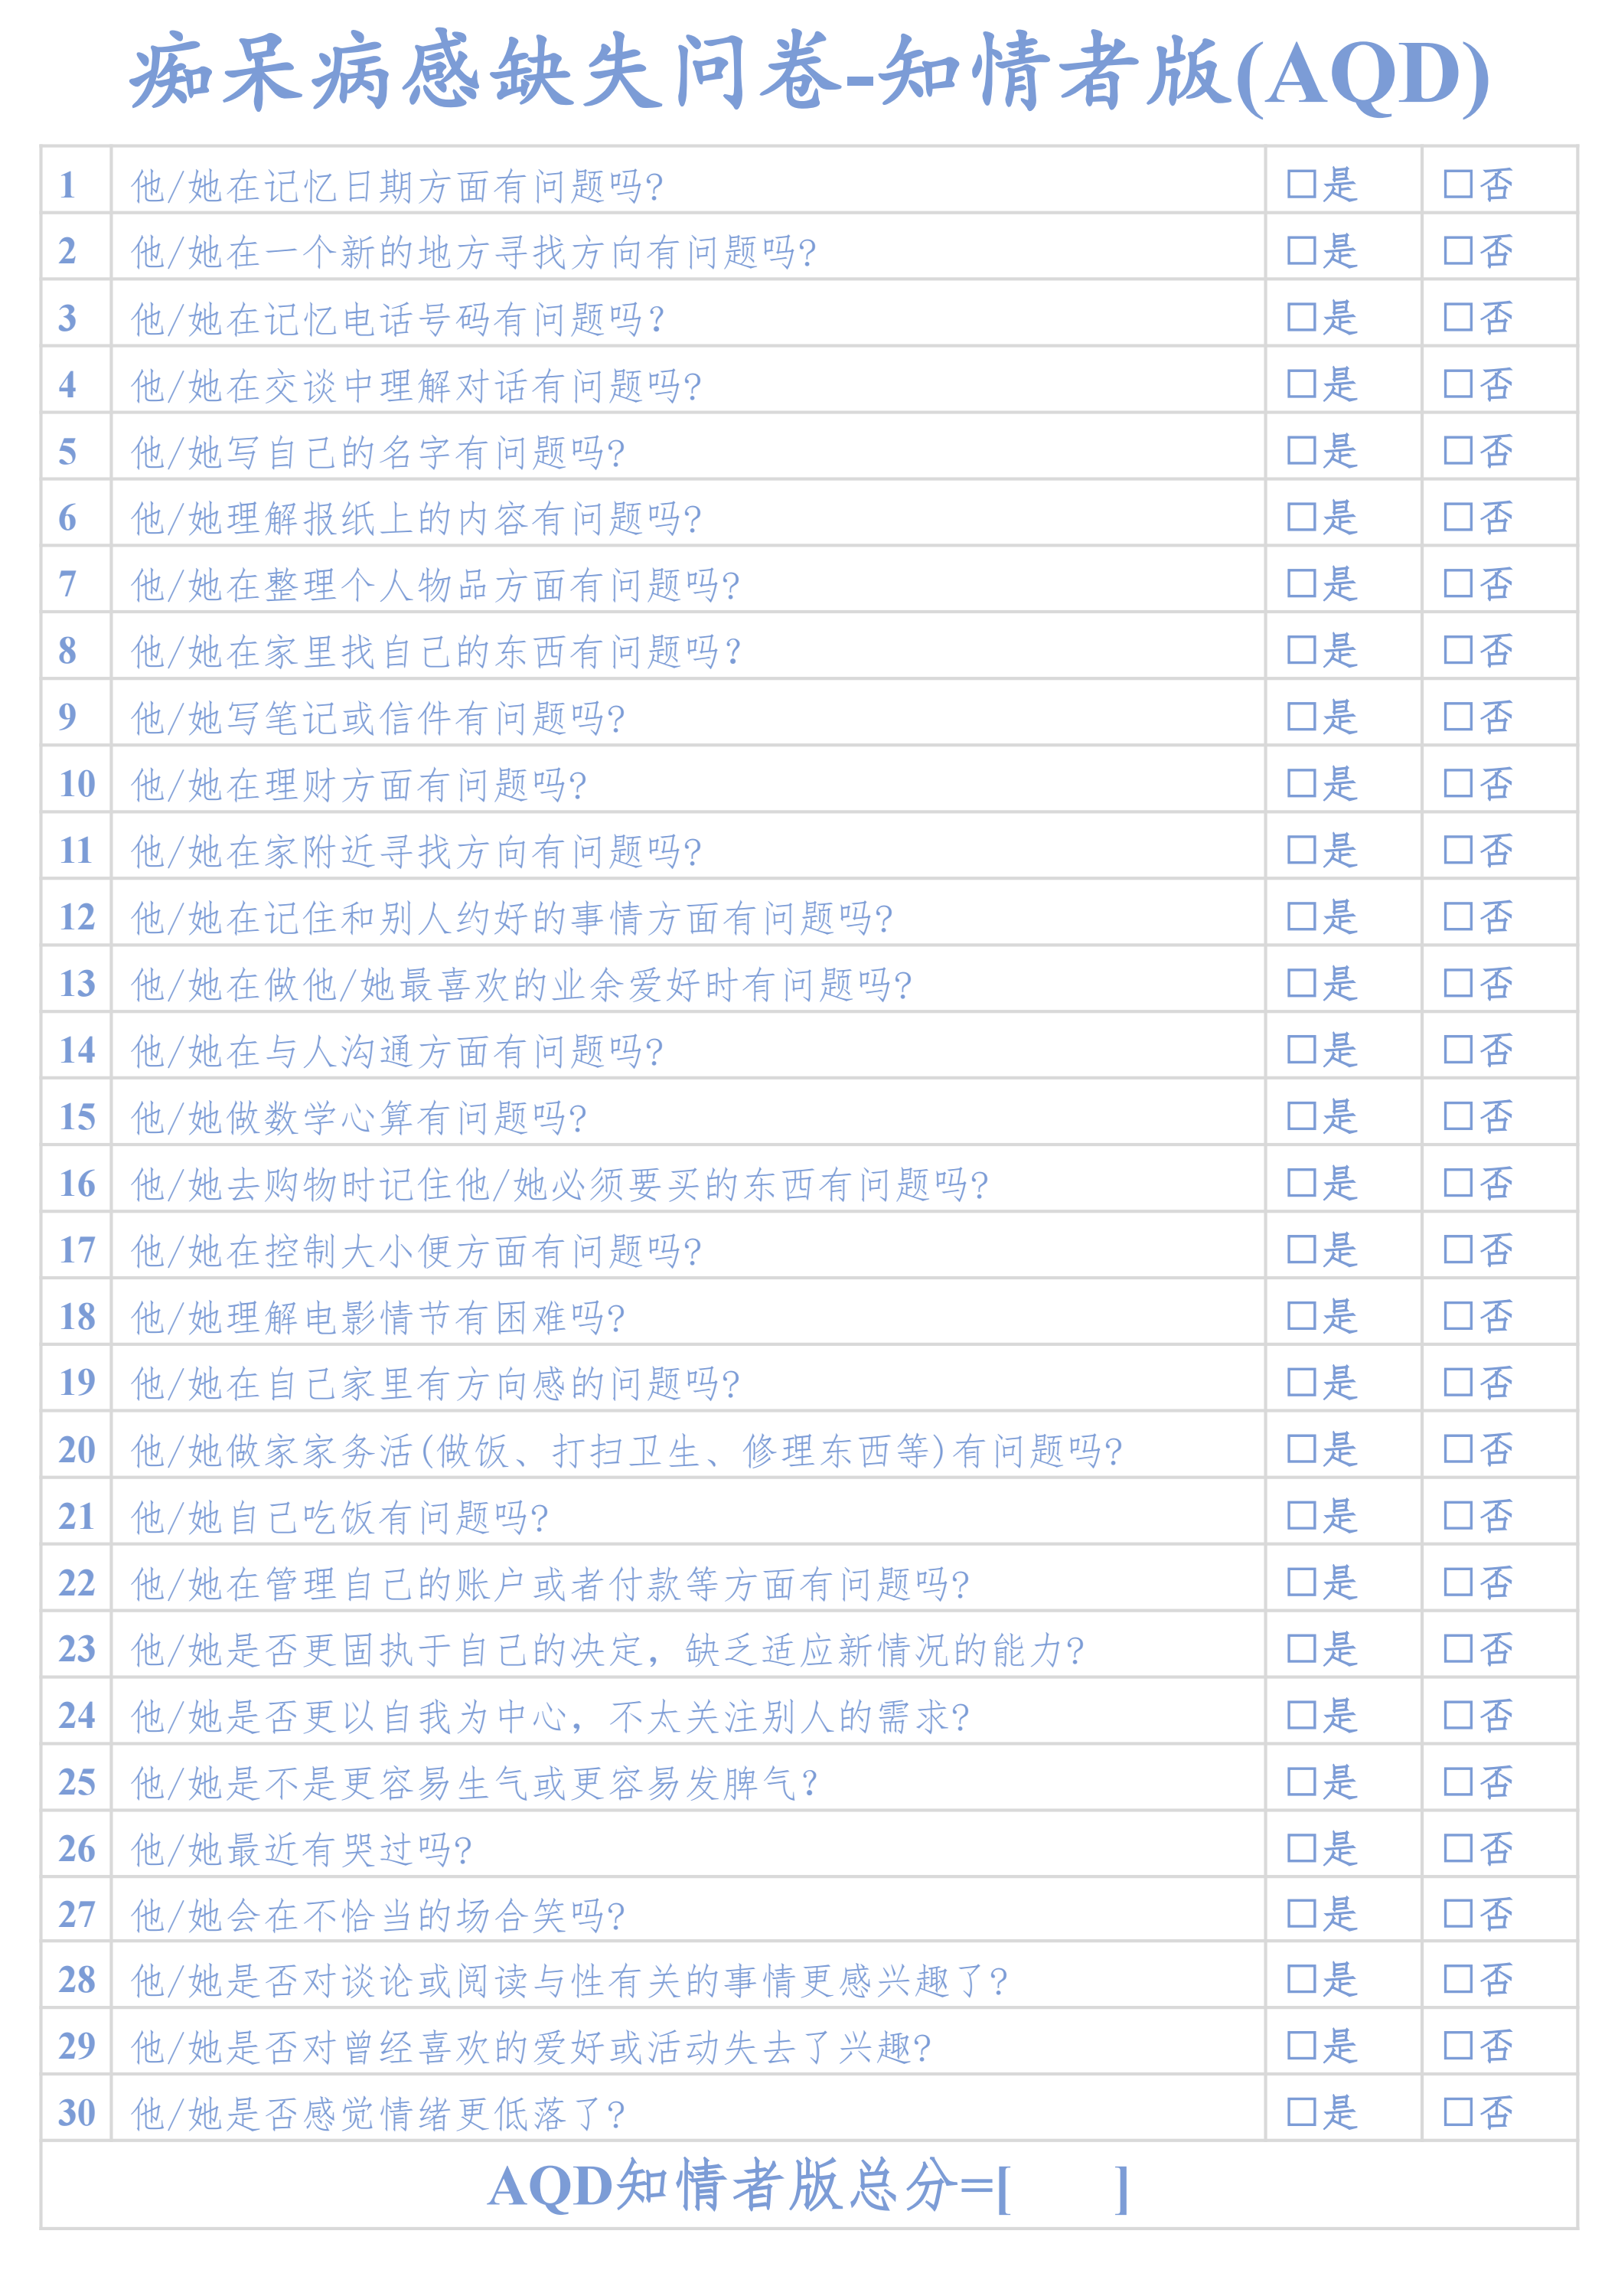 痴呆病感缺失问卷-知情者版(AQD)
1 他/她在记忆日期方面有问题吗? □是 □否
2 他/她在一个新的地方寻找方向有问题吗? □是 □否
3 他/她在记忆电话号码有问题吗? □是 □否
4 他/她在交谈中理解对话有问题吗? □是 □否
5 他/她写自己的名字有问题吗? □是 □否
6 他/她理解报纸上的内容有问题吗? □是 □否
7 他/她在整理个人物品方面有问题吗? □是 □否
8 他/她在家里找自己的东西有问题吗? □是 □否
9 他/她写笔记或信件有问题吗? □是 □否
10 他/她在理财方面有问题吗? □是 □否
11 他/她在家附近寻找方向有问题吗? □是 □否
12 他/她在记住和别人约好的事情方面有问题吗? □是 □否
13 他/她在做他/她最喜欢的业余爱好时有问题吗? □是 □否
14 他/她在与人沟通方面有问题吗? □是 □否
15 他/她做数学心算有问题吗? □是 □否
16 他/她去购物时记住他/她必须要买的东西有问题吗? □是 □否
17 他/她在控制大小便方面有问题吗? □是 □否
18 他/她理解电影情节有困难吗? □是 □否
19 他/她在自己家里有方向感的问题吗? □是 □否
20 他/她做家家务活(做饭、打扫卫生、修理东西等)有问题吗? □是 □否
21 他/她自己吃饭有问题吗? □是 □否
22 他/她在管理自己的账户或者付款等方面有问题吗? □是 □否
23 他/她是否更固执于自己的决定，缺乏适应新情况的能力? □是 □否
24 他/她是否更以自我为中心，不太关注别人的需求? □是 □否
25 他/她是不是更容易生气或更容易发脾气? □是 □否
26 他/她最近有哭过吗? □是 □否
27 他/她会在不恰当的场合笑吗? □是 □否
28 他/她是否对谈论或阅读与性有关的事情更感兴趣了? □是 □否
29 他/她是否对曾经喜欢的爱好或活动失去了兴趣? □是 □否
30 他/她是否感觉情绪更低落了? □是 □否
AQD知情者版总分=[ ]